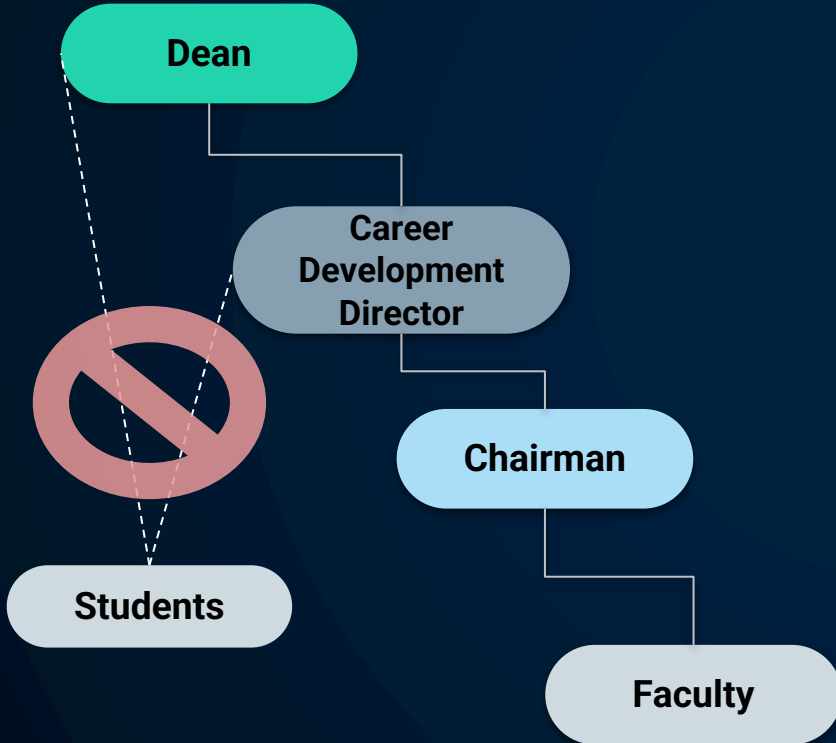 Dean
Career
Development
Director
Chairman
Students
Faculty